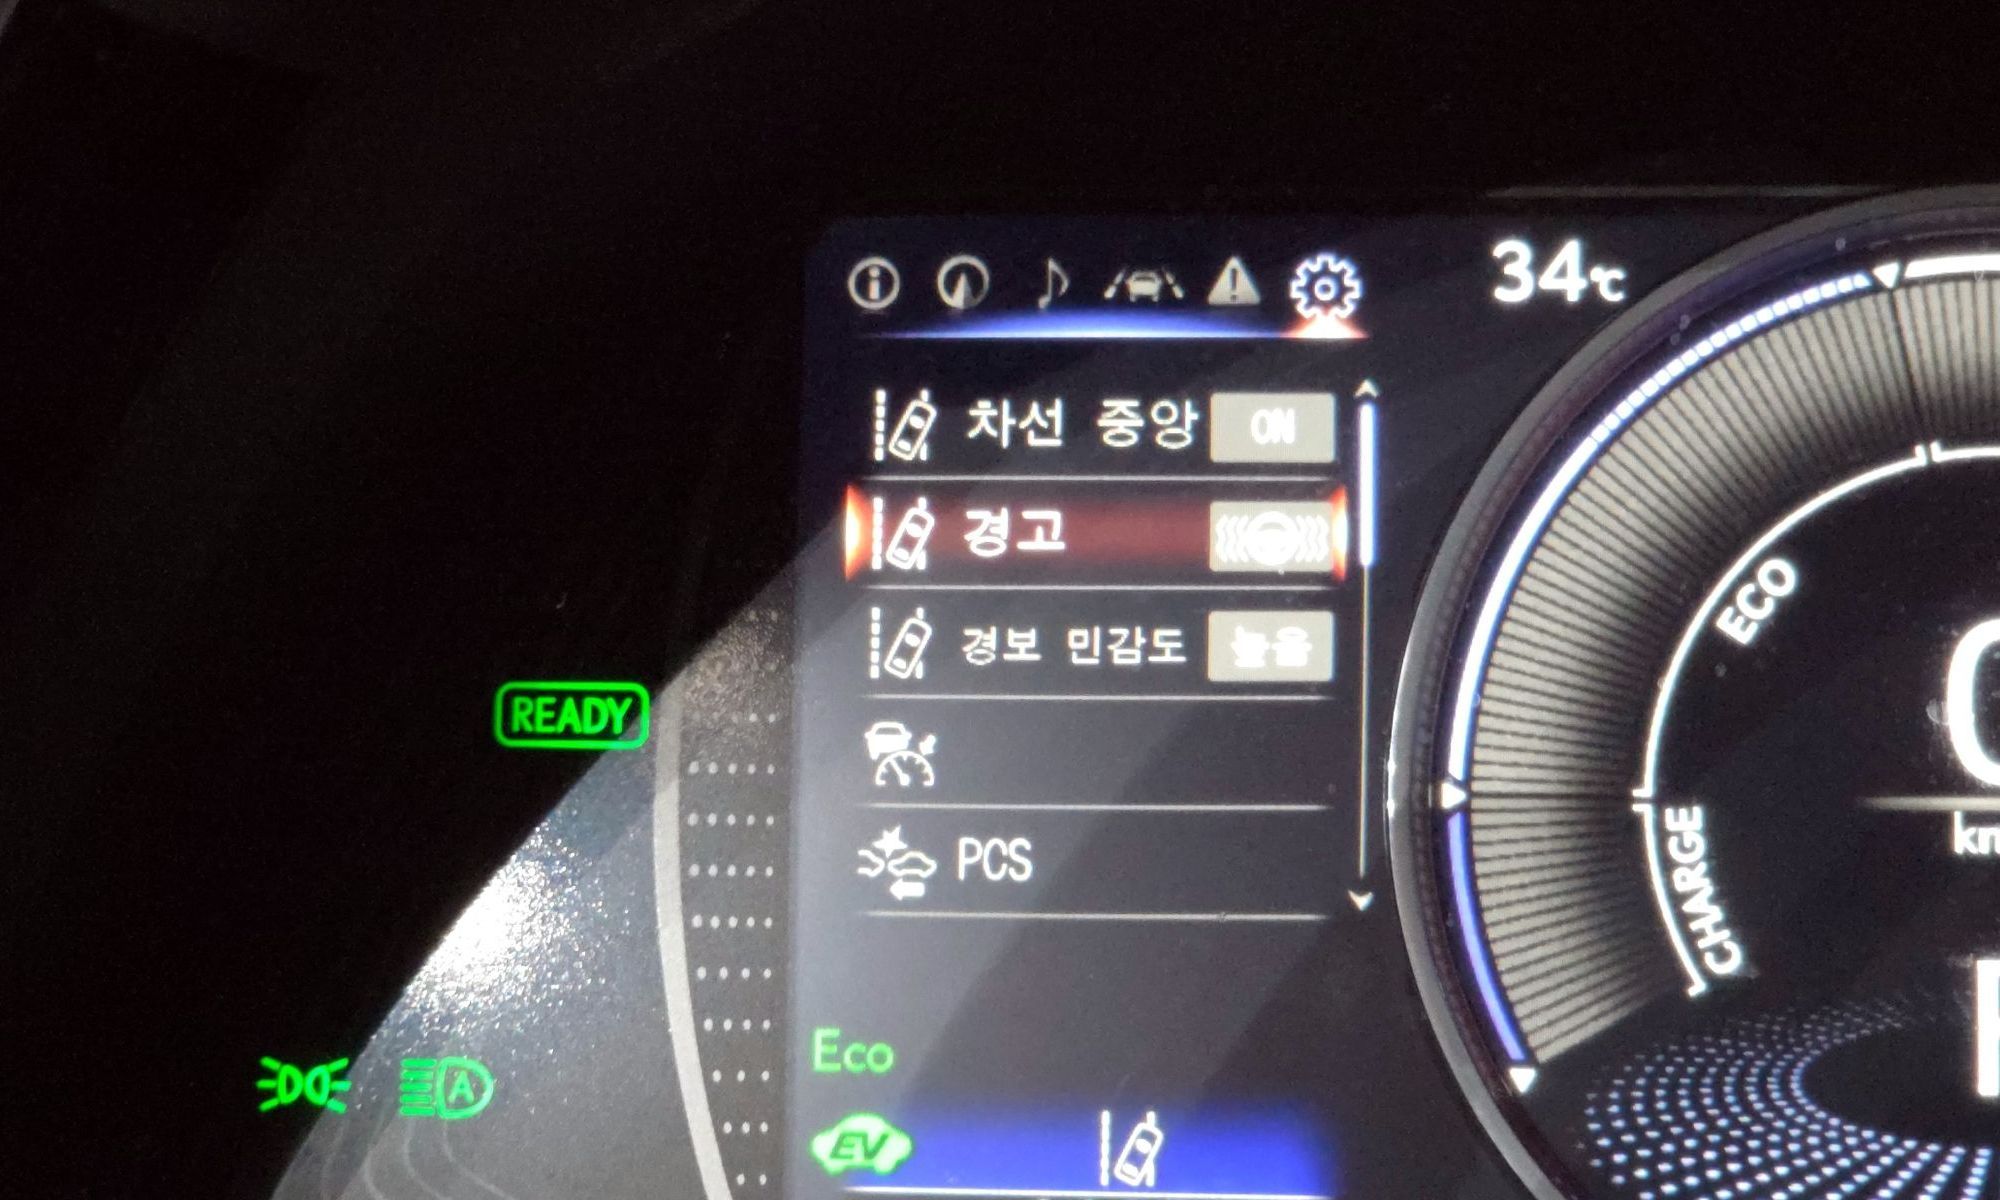 34℃
차선 중앙 ON
경고
경보 민감도 높음
PCS
READY
ECO
CHARGE
Eco
A
EV